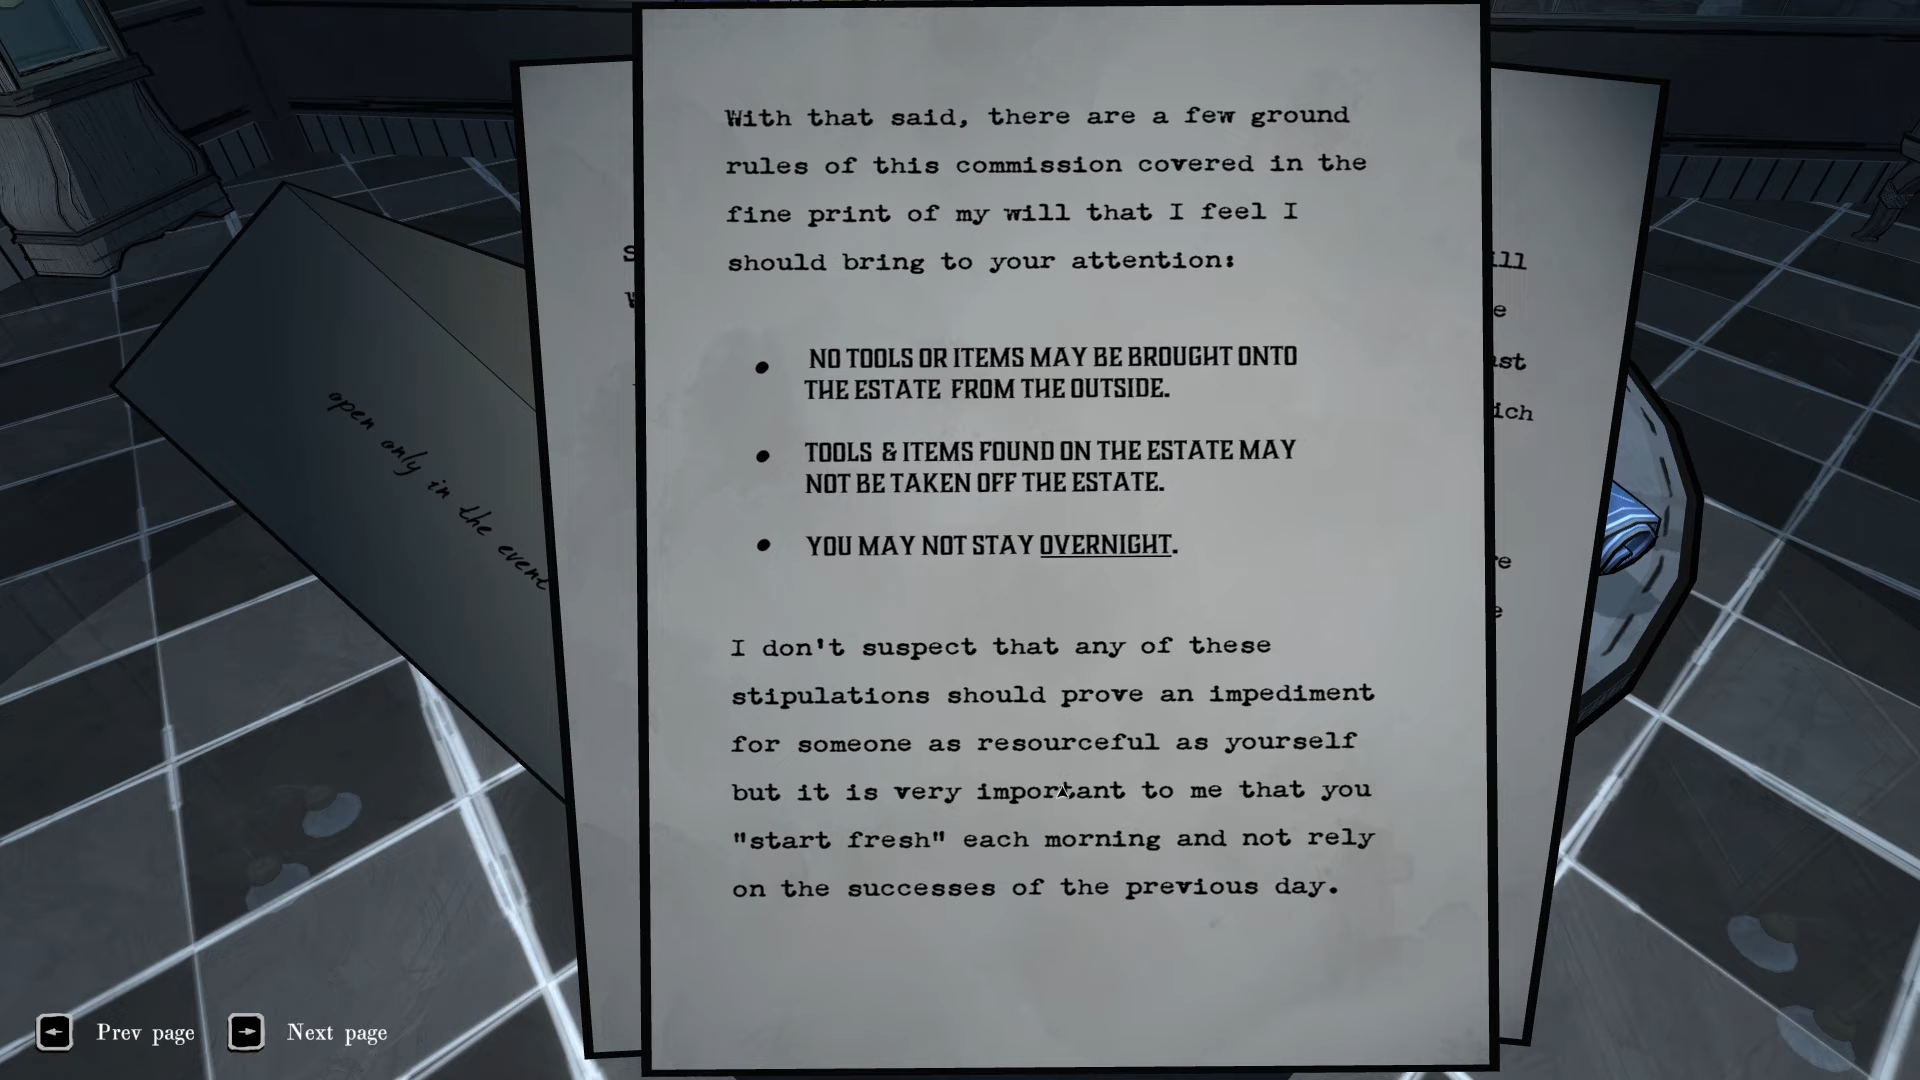 With that said, there are a few ground
rules of this commission covered in the
fine print of my will that I feel I
should bring to your attention:
• NO TOOLS OR ITEMS MAY BE BROUGHT ONTO
THE ESTATE FROM THE OUTSIDE.
• TOOLS & ITEMS FOUND ON THE ESTATE MAY
NOT BE TAKEN OFF THE ESTATE.
• YOU MAY NOT STAY OVERNIGHT.
I don't suspect that any of these
stipulations should prove an impediment
for someone as resourceful as yourself
but it is very important to me that you
"start fresh" each morning and not rely
on the successes of the previous day.
open only in the event
Prev page
Next page